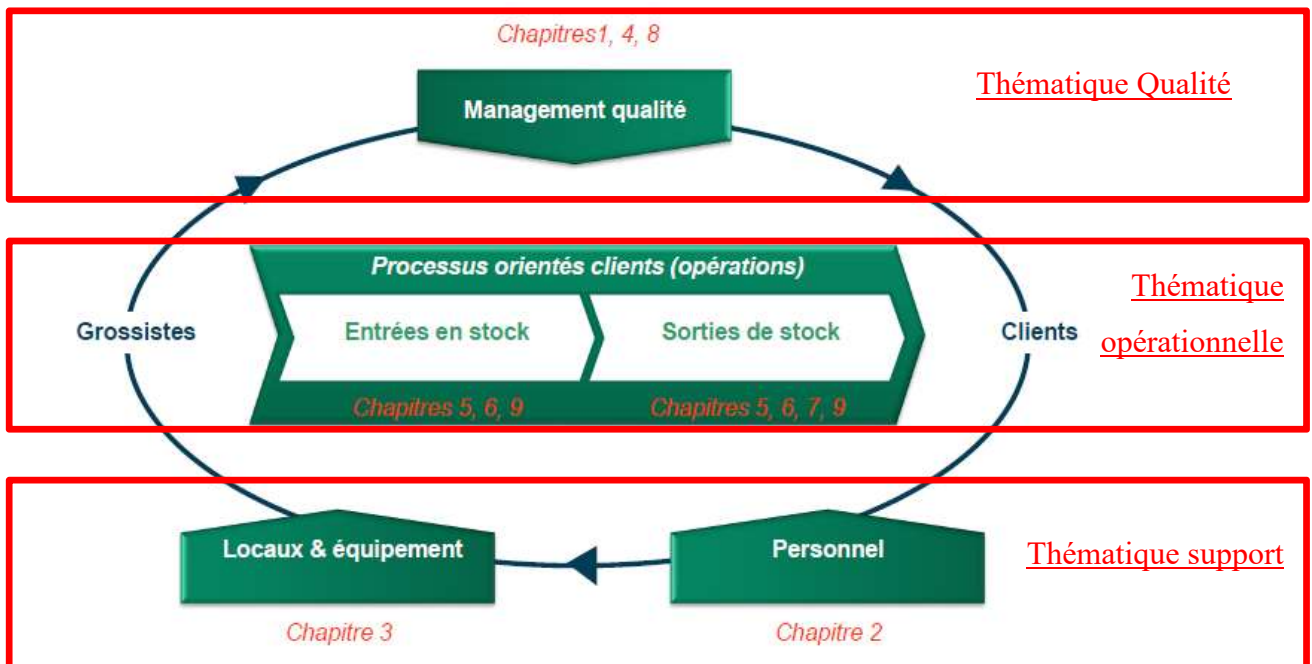 Chapitres1, 4, 8
Thématique Qualité
Management qualité
Processus orientés clients (opérations)
Thématique
opérationnelle
Grossistes
Entrées en stock
Sorties de stock
Clients
Chapitres 5, 6, 9
Chapitres 5, 6, 7, 9
Locaux & équipement
Personnel
Thématique support
Chapitre 3
Chapitre 2